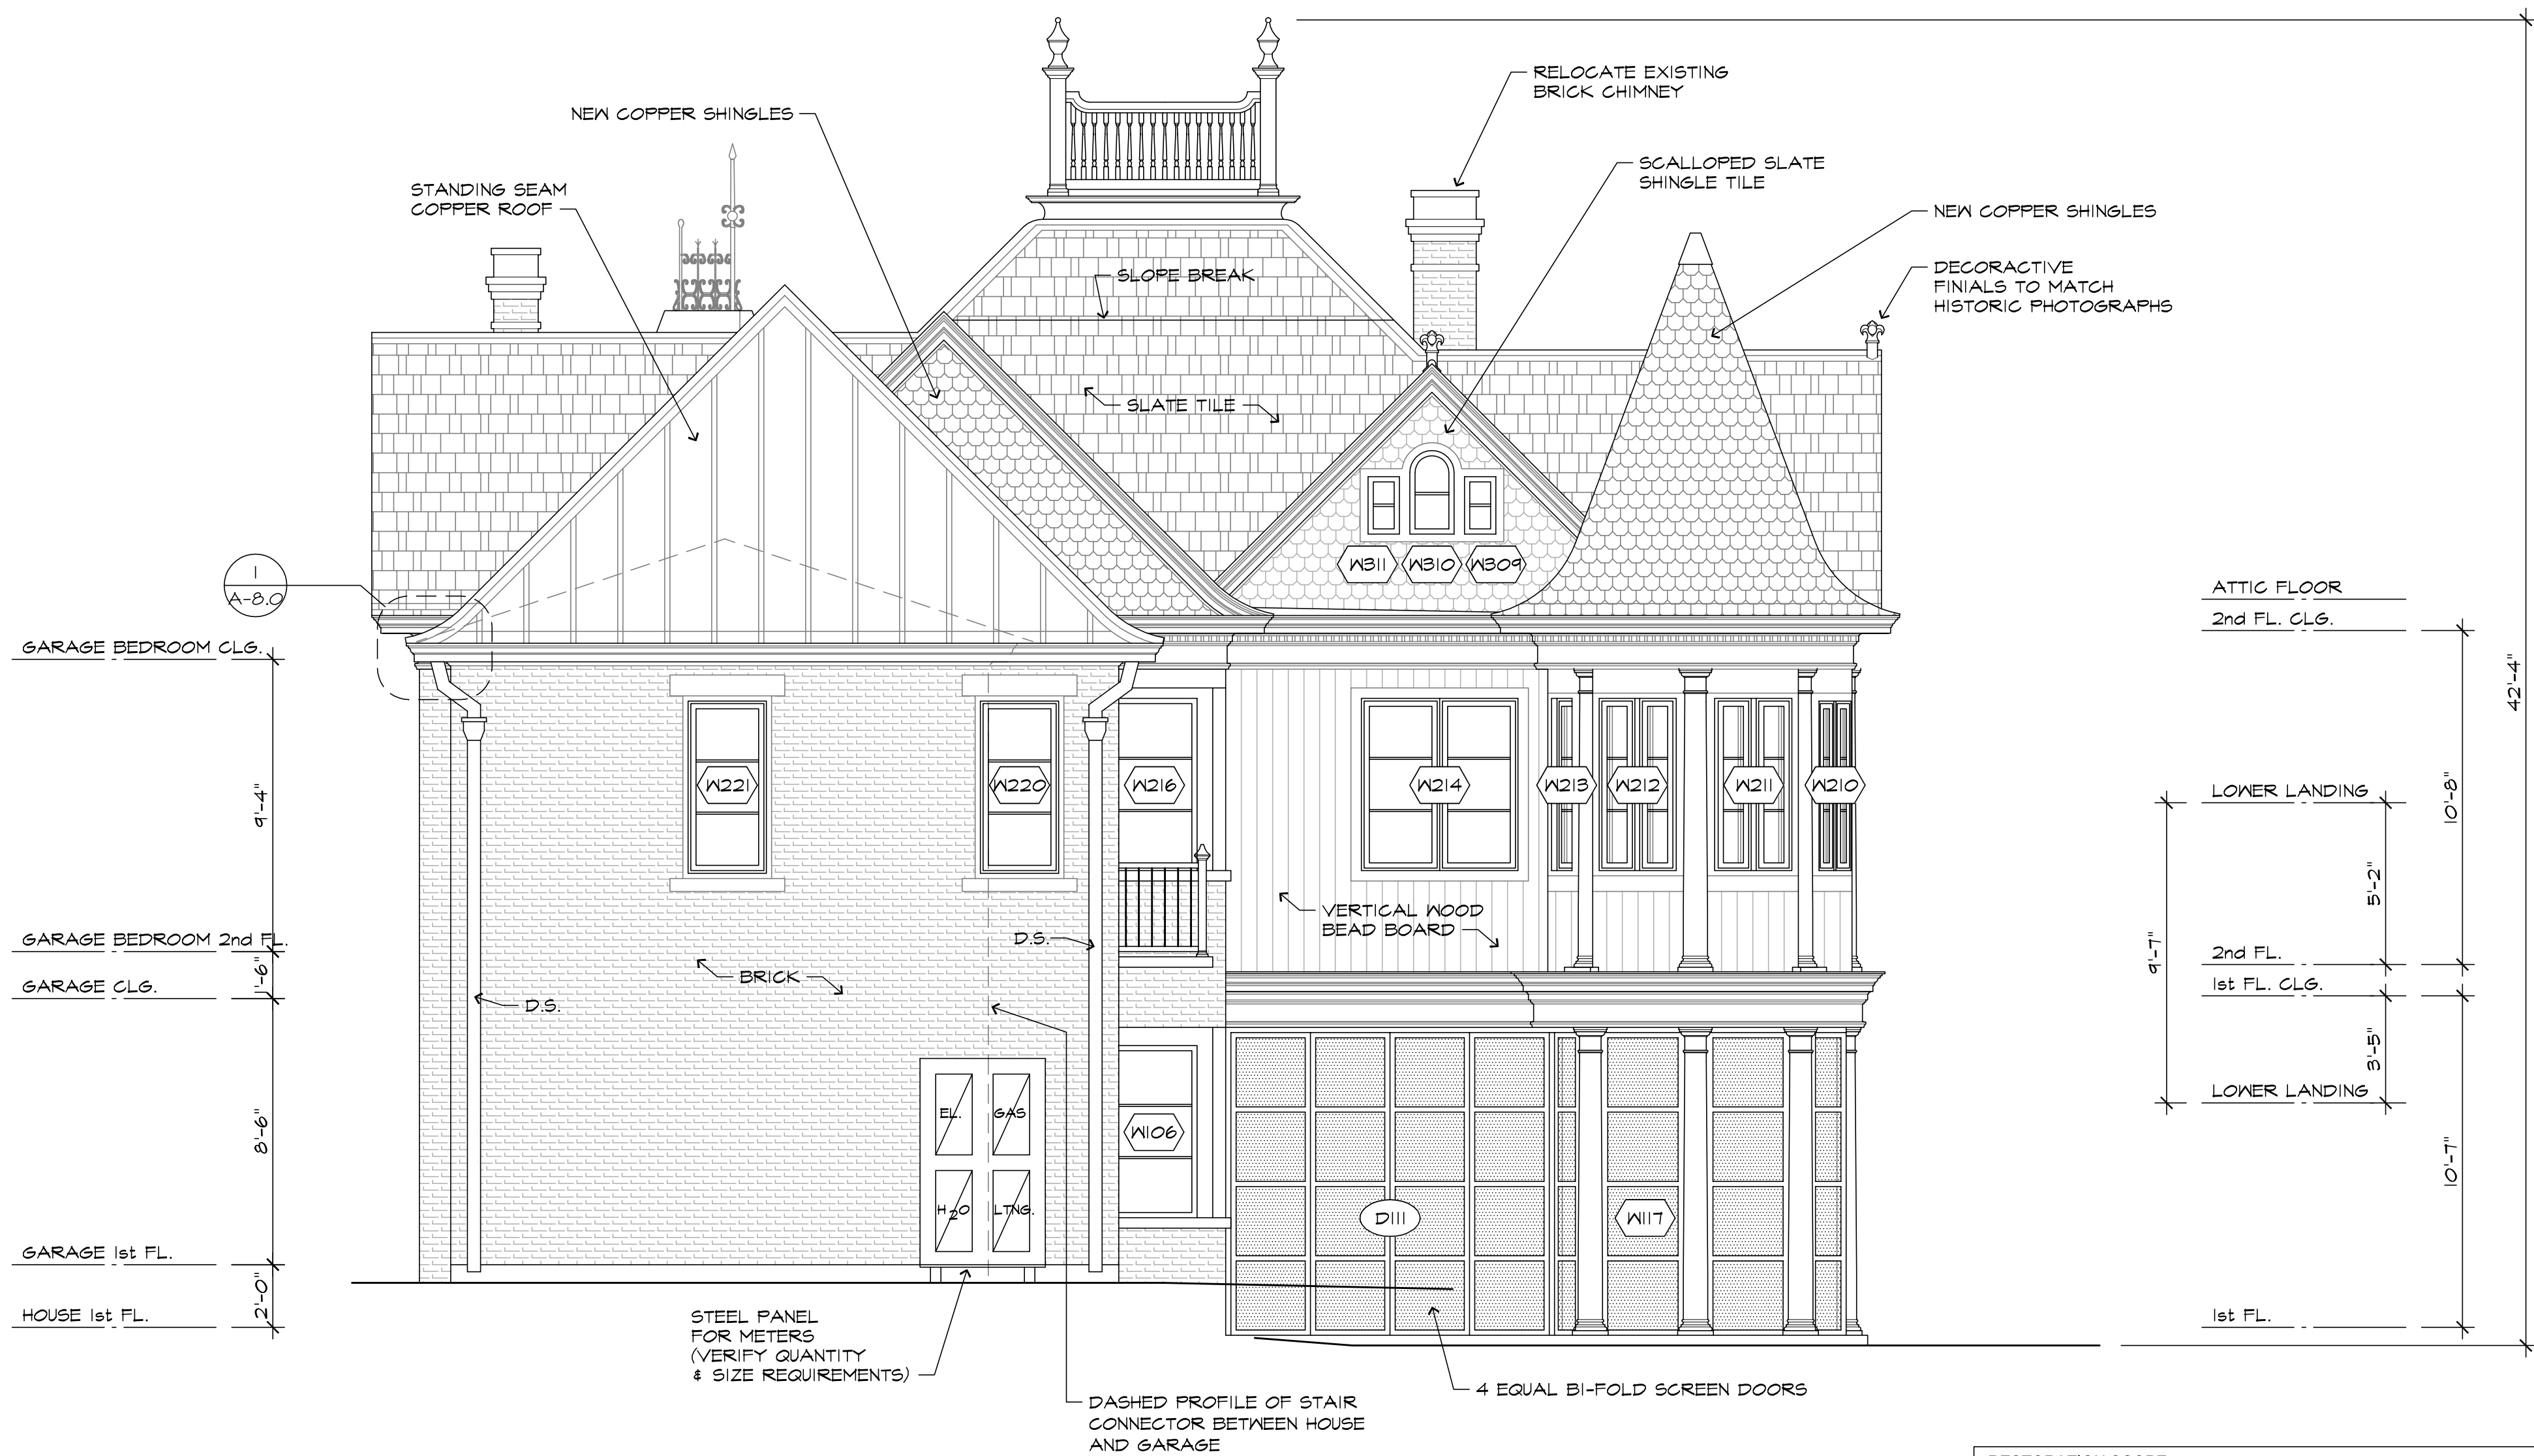 RELOCATE EXISTING
BRICK CHIMNEY
NEW COPPER SHINGLES
SCALLOPED SLATE
SHINGLE TILE
STANDING SEAM
COPPER ROOF
NEW COPPER SHINGLES
SLOPE BREAK
DECORACTIVE
FINIALS TO MATCH
HISTORIC PHOTOGRAPHS
SLATE TILE
W311
W310
W309
1
A-8.0
ATTIC FLOOR
2nd FL. CLG.
GARAGE BEDROOM CLG.
42'-4"
W221
W220
W216
W214
W213
W212
W211
W210
LOWER LANDING
9'-4"
10'-8"
5'-2"
VERTICAL WOOD
BEAD BOARD
GARAGE BEDROOM 2nd FL.
D.S.
2nd FL.
9'-7"
1'-6"
BRICK
GARAGE CLG.
1st FL. CLG.
D.S.
3'-5"
LOWER LANDING
EL.
GAS
W106
8'-6"
10'-7"
H2O
LTNG.
D111
W117
GARAGE 1st FL.
2'-0"
HOUSE 1st FL.
1st FL.
STEEL PANEL
FOR METERS
(VERIFY QUANTITY
& SIZE REQUIREMENTS)
4 EQUAL BI-FOLD SCREEN DOORS
DASHED PROFILE OF STAIR
CONNECTOR BETWEEN HOUSE
AND GARAGE